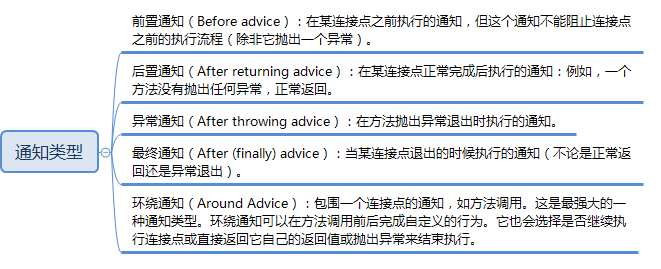 前置通知（Before advice）：在某连接点之前执行的通知，但这个通知不能阻止连接点
之前的执行流程（除非它抛出一个异常）。
后置通知（After returning advice）：在某连接点正常完成后执行的通知：例如，一个
方法没有抛出任何异常，正常返回。
异常通知（After throwing advice）：在方法抛出异常退出时执行的通知。
通知类型
最终通知（After (finally) advice）：当某连接点退出的时候执行的通知（不论是正常返
回还是异常退出）。
环绕通知（Around Advice）：包围一个连接点的通知，如方法调用。这是最强大的一
种通知类型。环绕通知可以在方法调用前后完成自定义的行为。它也会选择是否继续执
行连接点或直接返回它自己的返回值或抛出异常来结束执行。